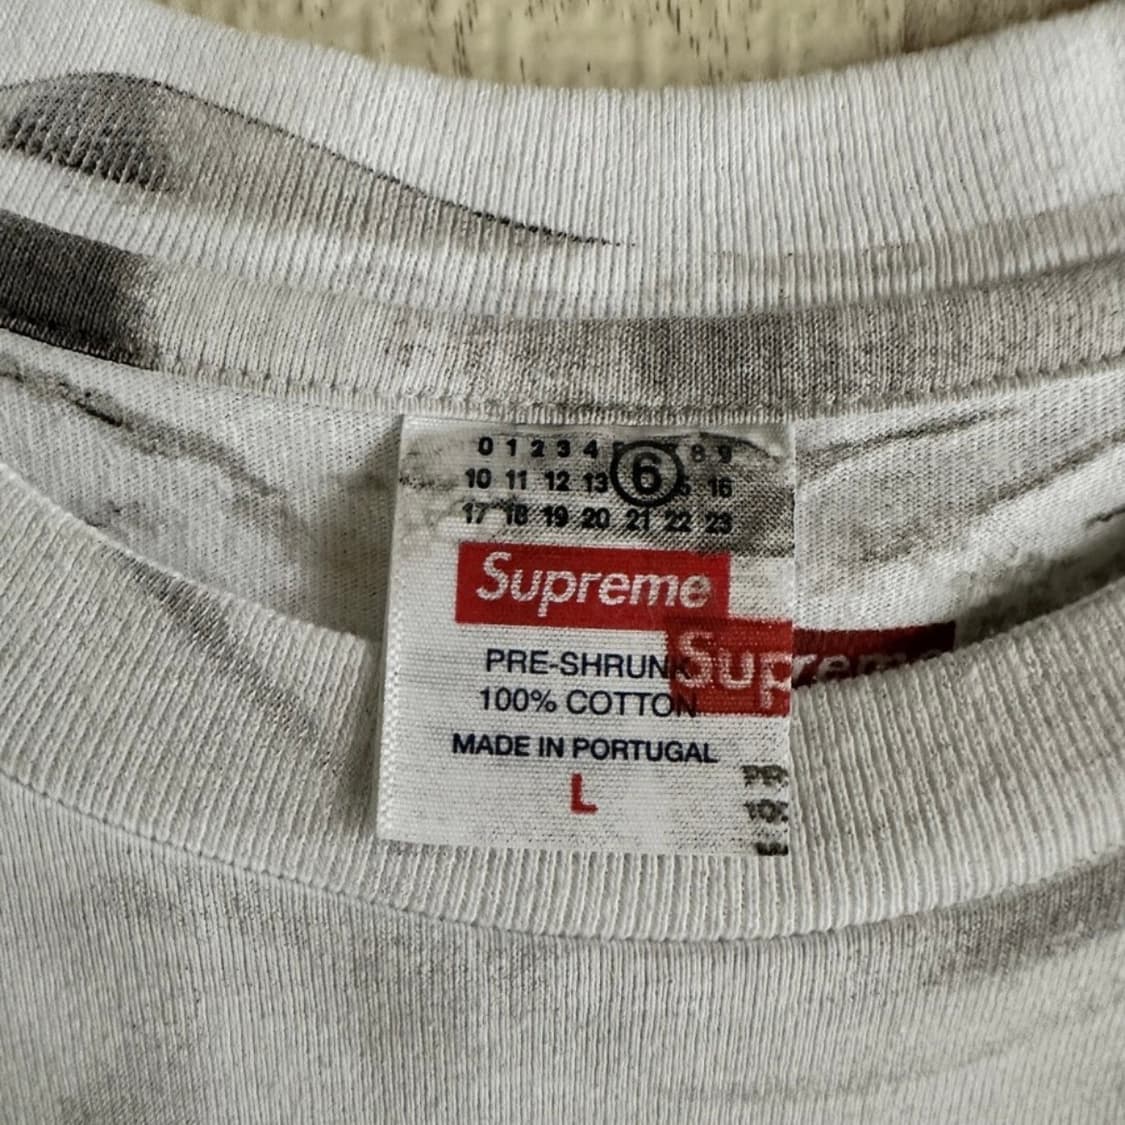 0 1 2 3 4 8 9
10 11 12 13 6 16
17 18 19 20 21 22 23
Supreme
Supreme
PRE-SHRUNK
100% COTTON
MADE IN PORTUGAL
L